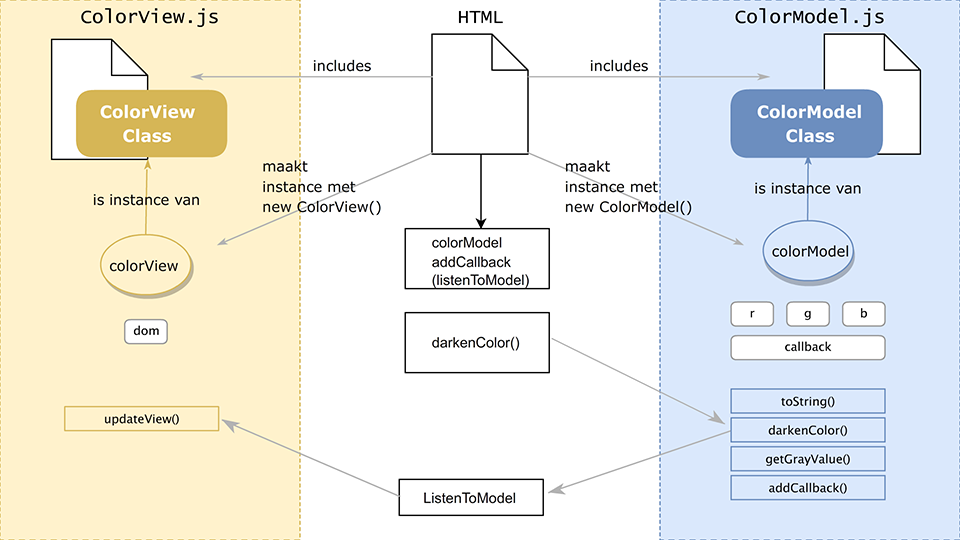 ColorView.js
HTML
ColorModel.js
includes
includes
ColorView
Class
ColorModel
Class
maakt
instance met
new ColorView()
maakt
instance met
new ColorModel()
is instance van
is instance van
colorView
colorModel
addCallback
(listenToModel)
colorModel
dom
r
g
b
darkenColor()
callback
toString()
updateView()
darkenColor()
getGrayValue()
addCallback()
ListenToModel